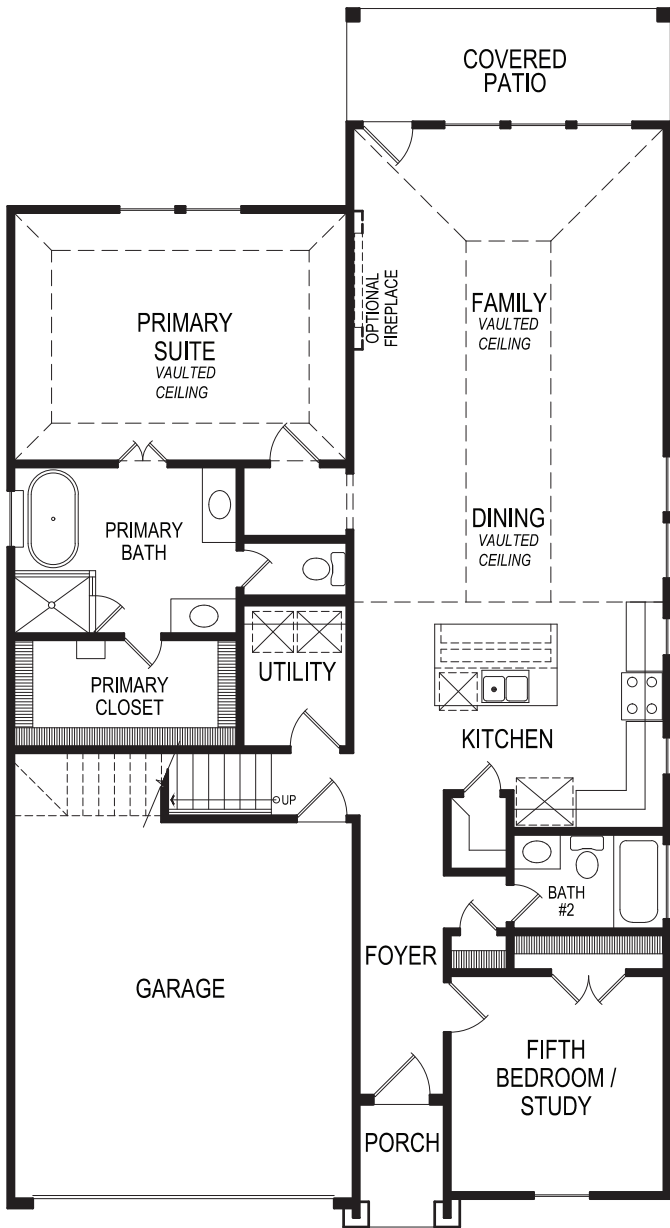 COVERED
PATIO
OPTIONAL
FIREPLACE
FAMILY
VAULTED
CEILING
PRIMARY
SUITE
VAULTED
CEILING
DINING
VAULTED
CEILING
PRIMARY
BATH
UTILITY
PRIMARY
CLOSET
KITCHEN
UP
BATH
#2
FOYER
GARAGE
FIFTH
BEDROOM /
STUDY
PORCH